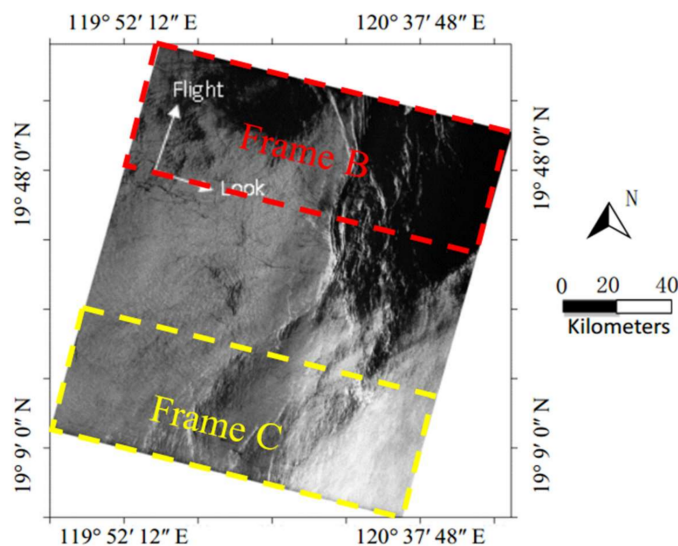 119° 52′ 12″ E 120° 37′ 48″ E
Flight
Frame B
19° 48′ 0″ N
19° 48′ 0″ N
Look
N
0 20 40
Kilometers
Frame C
19° 9′ 0″ N
19° 9′ 0″ N
119° 52′ 12″ E 120° 37′ 48″ E